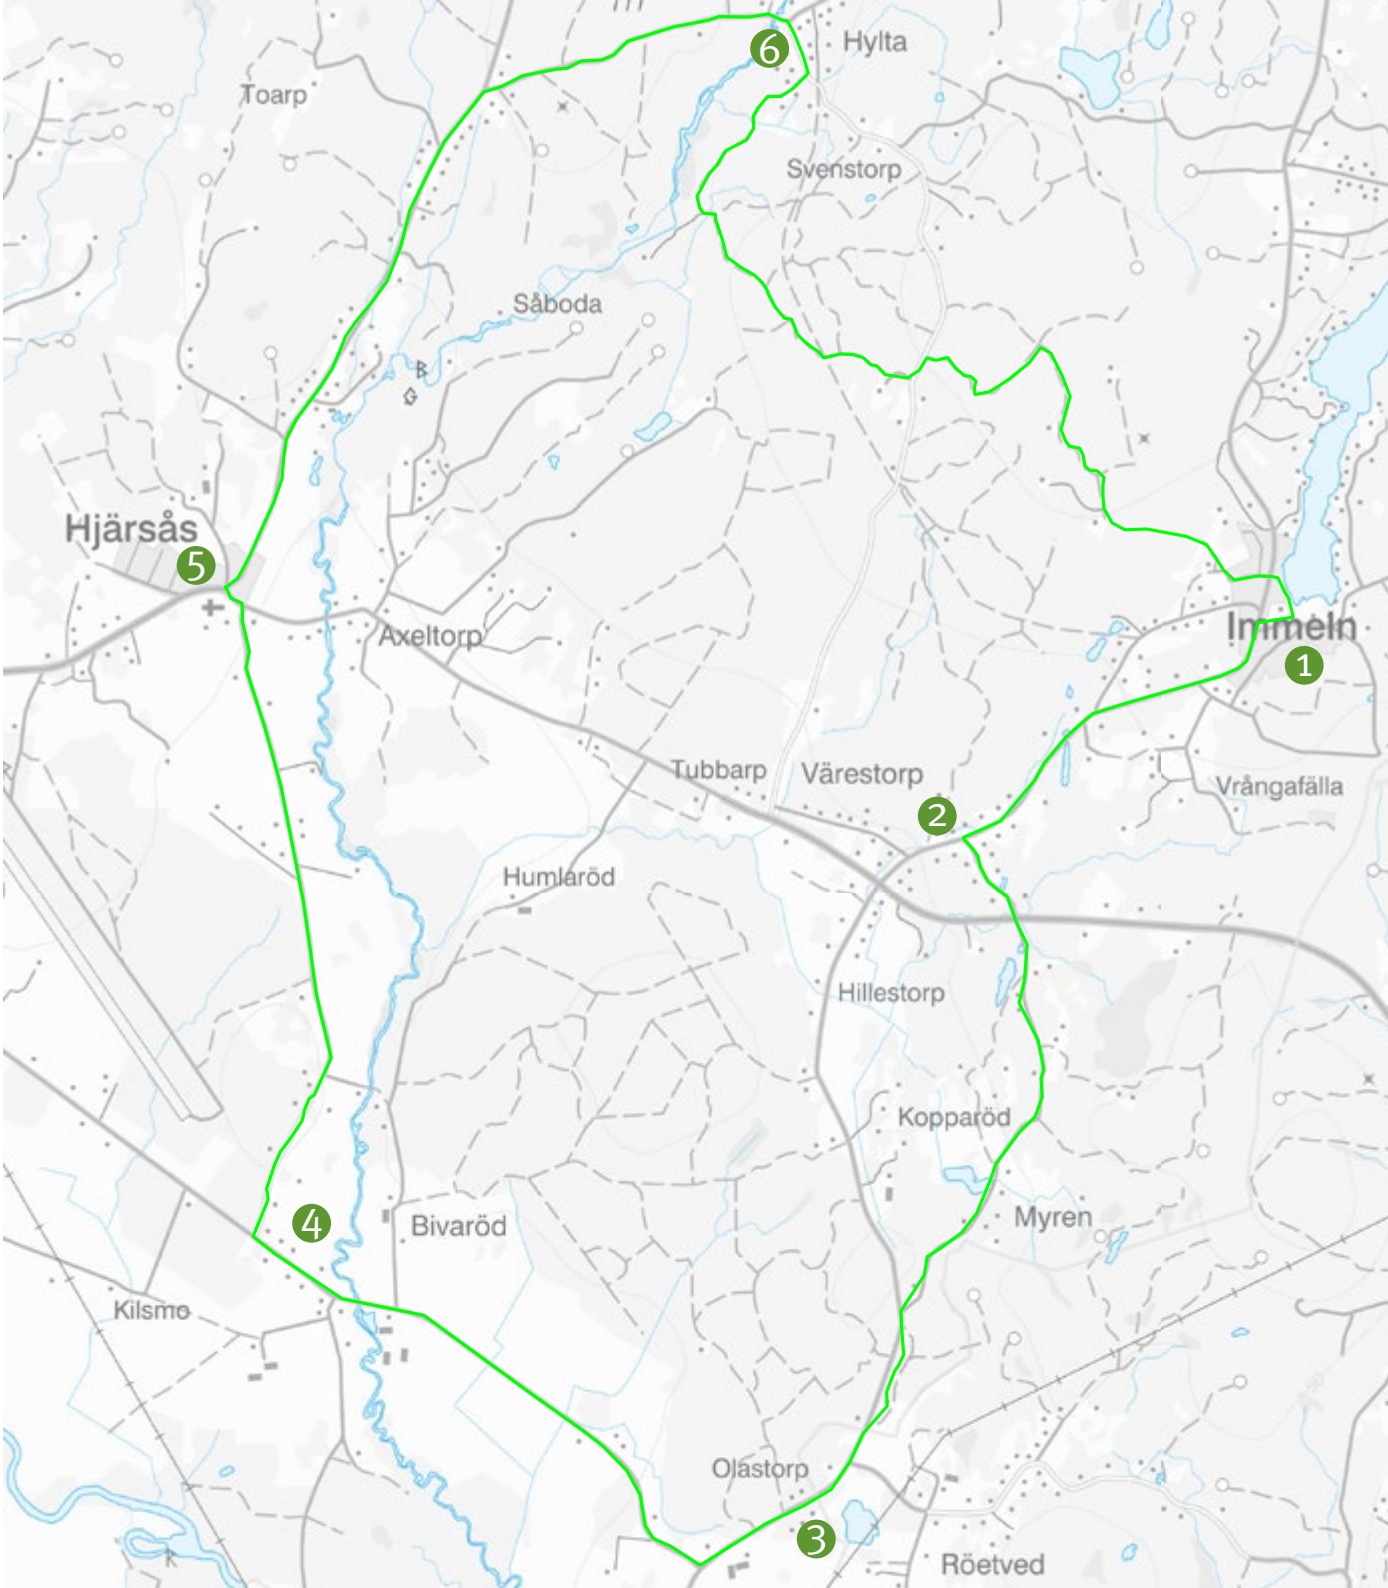 6
Hylta
Toarp
Svenstorp
Såboda
Hjärsås
5
Axeltorp
Immeln
1
Tubbarp
Värestorp
Vrångafälla
2
Humlaröd
Hillestorp
Kopparöd
4
Bivaröd
Myren
Kilsmo
Olastorp
3
Röetved